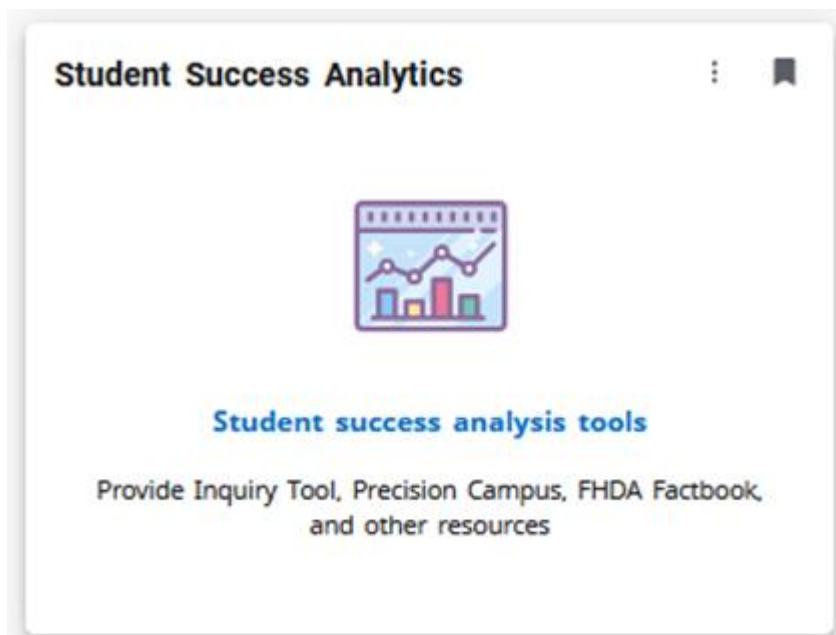 Student Success Analytics
Student success analysis tools
Provide Inquiry Tool, Precision Campus, FHDA Factbook,
and other resources